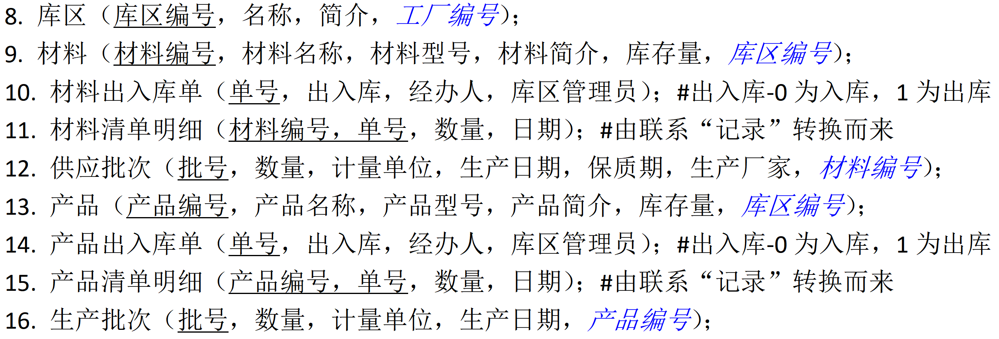 8. 库区（库区编号，名称，简介，工厂编号）；
9. 材料（材料编号，材料名称，材料型号，材料简介，库存量，库区编号）；
10. 材料出入库单（单号，出入库，经办人，库区管理员）；#出入库-0 为入库，1 为出库
11. 材料清单明细（材料编号，单号，数量，日期）；#由联系“记录”转换而来
12. 供应批次（批号，数量，计量单位，生产日期，保质期，生产厂家，材料编号）；
13. 产品（产品编号，产品名称，产品型号，产品简介，库存量，库区编号）；
14. 产品出入库单（单号，出入库，经办人，库区管理员）；#出入库-0 为入库，1 为出库
15. 产品清单明细（产品编号，单号，数量，日期）；#由联系“记录”转换而来
16. 生产批次（批号，数量，计量单位，生产日期，产品编号）；